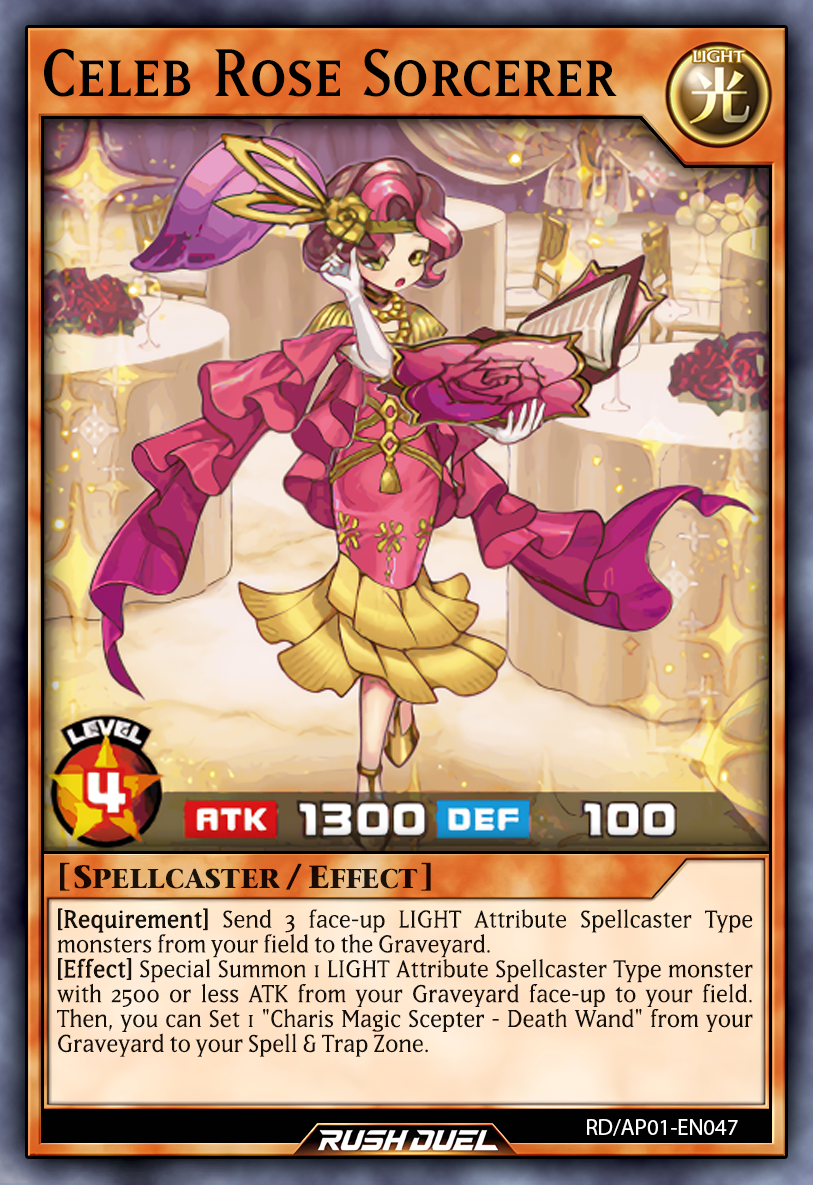 Celeb Rose Sorcerer
LIGHT
光
LEVEL
4
ATK 1300 DEF 100
[Spellcaster / Effect]
[Requirement] Send 3 face-up LIGHT Attribute Spellcaster Type
monsters from your field to the Graveyard.
[Effect] Special Summon 1 LIGHT Attribute Spellcaster Type monster
with 2500 or less ATK from your Graveyard face-up to your field.
Then, you can Set 1 "Charis Magic Scepter - Death Wand" from your
Graveyard to your Spell & Trap Zone.
RD/AP01-EN047
RUSH DUEL